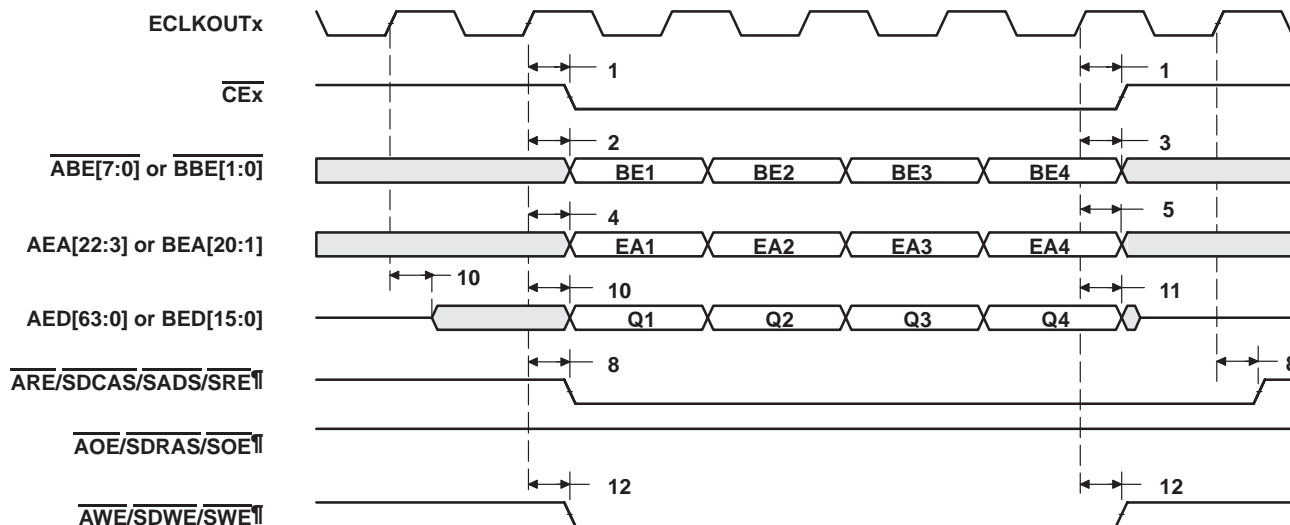 ECLKOUTx
1 1
CEx
2 3
ABE[7:0] or BBE[1:0]
BE1 BE2 BE3 BE4
4 5
AEA[22:3] or BEA[20:1]
EA1 EA2 EA3 EA4
10 10 11
AED[63:0] or BED[15:0]
Q1 Q2 Q3 Q4
8 8
ARE/SDCAS/SADS/SRE¶
AOE/SDRAS/SOE¶
12 12
AWE/SDWE/SWE¶